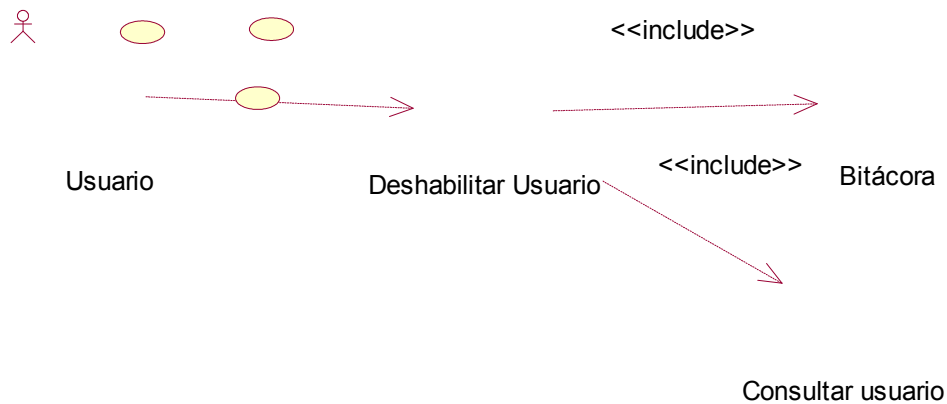 <<include>>
<<include>>
Usuario
Deshabilitar Usuario
Bitácora
Consultar usuario